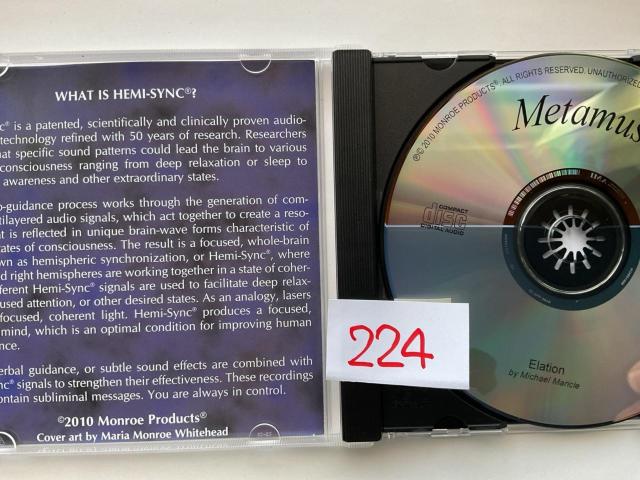 WHAT IS HEMI-SYNC®?
nc® is a patented, scientifically and clinically proven audio-
technology refined with 50 years of research. Researchers
at specific sound patterns could lead the brain to various
consciousness ranging from deep relaxation or sleep to
awareness and other extraordinary states.
o-guidance process works through the generation of com-
tilayered audio signals, which act together to create a reso-
t is reflected in unique brain-wave forms characteristic of
ates of consciousness. The result is a focused, whole-brain
wn as hemispheric synchronization, or Hemi-Sync®, where
d right hemispheres are working together in a state of coher-
fferent Hemi-Sync® signals are used to facilitate deep relax-
used attention, or other desired states. As an analogy, lasers
focused, coherent light. Hemi-Sync® produces a focused,
mind, which is an optimal condition for improving human
nce.
erbal guidance, or subtle sound effects are combined with
nc® signals to strengthen their effectiveness. These recordings
ontain subliminal messages. You are always in control.
©2010 Monroe Products®
Cover art by Maria Monroe Whitehead
℗© 2010 MONROE PRODUCTS® ALL RIGHTS RESERVED. UNAUTHORIZED
Metamus
COMPACT
disc
DIGITAL AUDIO
224
Elation
by Michael Maricle